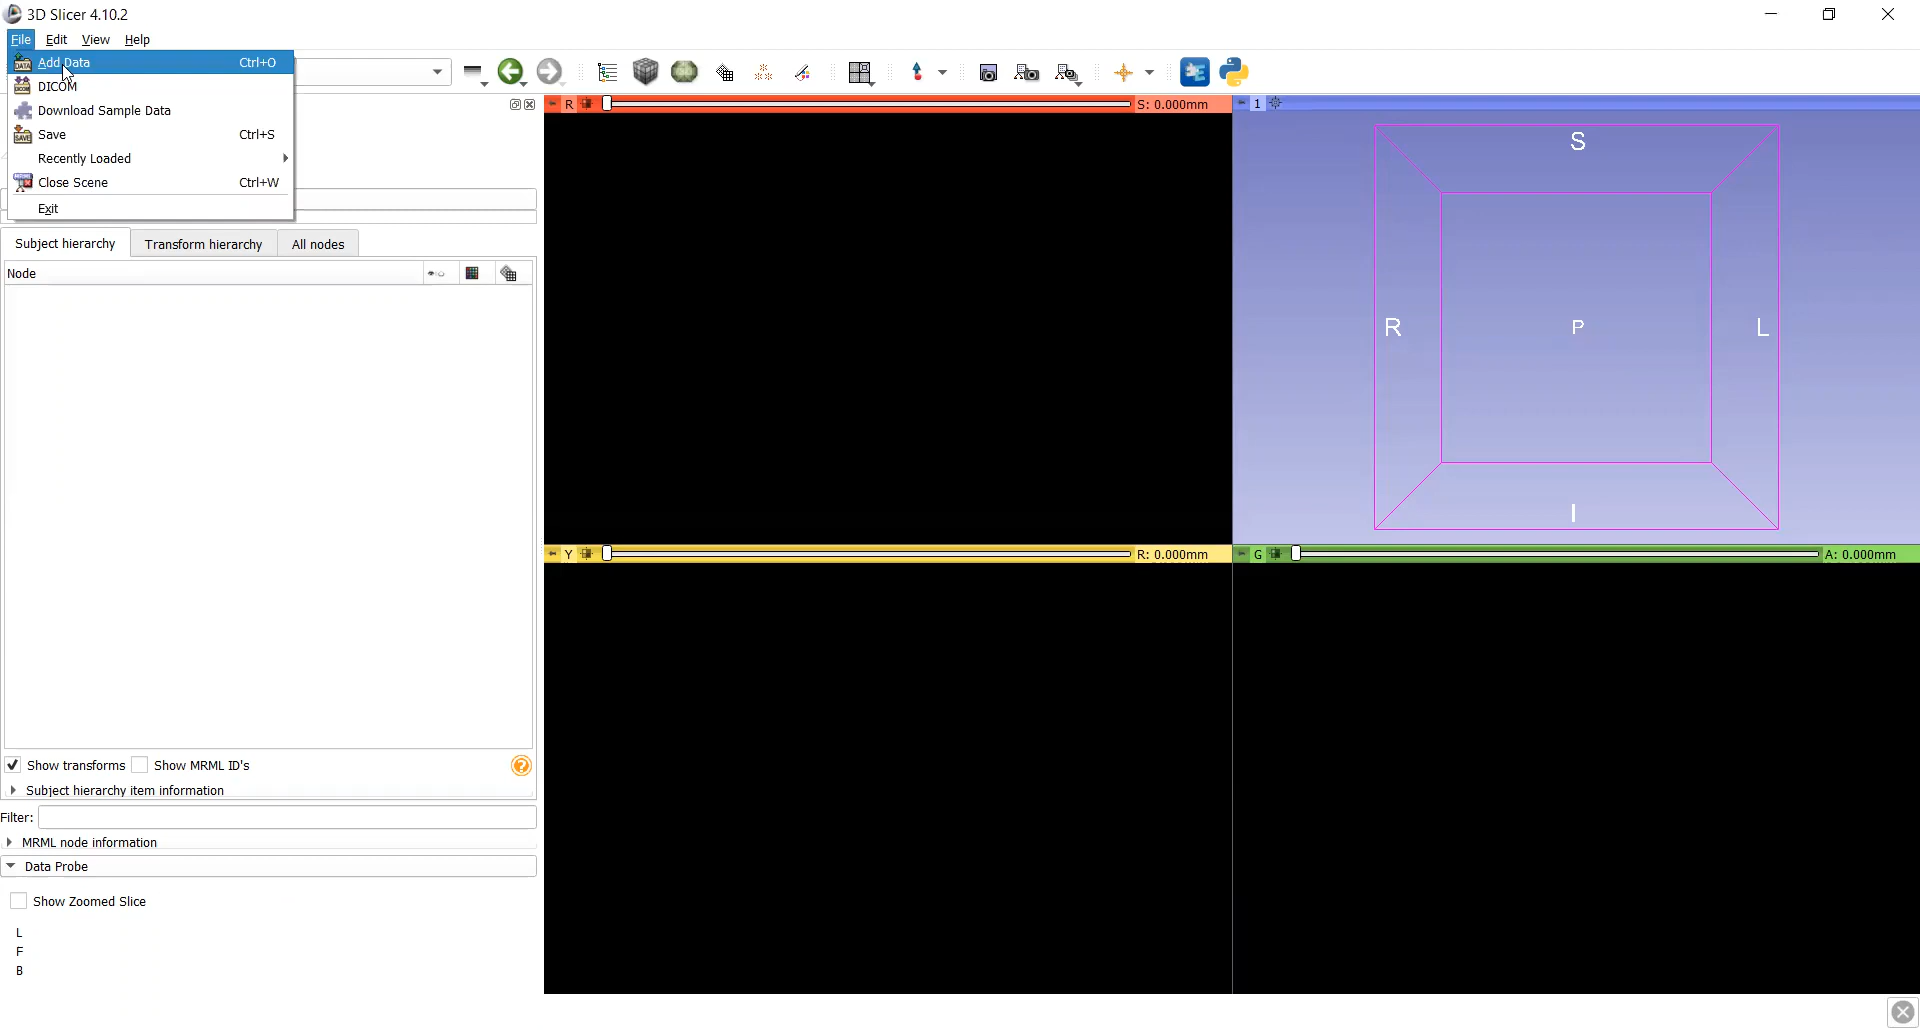 3D Slicer 4.10.2
File Edit View Help
Add Data Ctrl+O
DICOM
Download Sample Data
Save Ctrl+S
Recently Loaded
Close Scene Ctrl+W
Exit
Subject hierarchy Transform hierarchy All nodes
Node
Show transforms Show MRML ID's
Subject hierarchy item information
Filter:
MRML node information
Data Probe
Show Zoomed Slice
L
F
B
R S: 0.000mm
1
S
R P L
I
Y R: 0.000mm
G A: 0.000mm